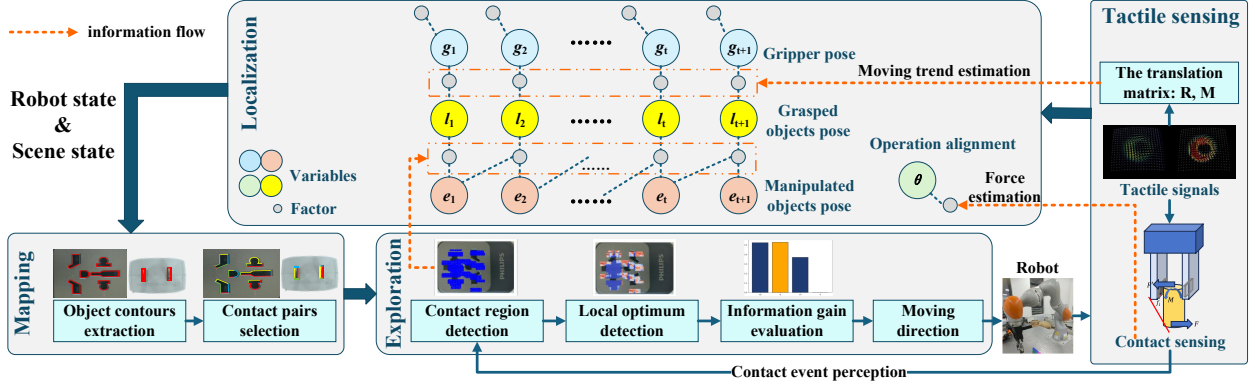 information flow
Robot state
&
Scene state
Localization
g1
g2
......
gt
gt+1
Gripper pose
Moving trend estimation
l1
l2
......
lt
lt+1
Grasped
objects pose
......
e1
e2
......
et
et+1
Manipulated
objects pose
Variables
Factor
Operation alignment
θ
Force
estimation
Tactile sensing
The translation
matrix: R, M
Tactile signals
F
M
F
Contact sensing
Mapping
Object contours
extraction
Contact pairs
selection
Exploration
PHILIPS
Contact region
detection
PHILIPS
Local optimum
detection
Information gain
evaluation
Moving
direction
Robot
Contact event perception